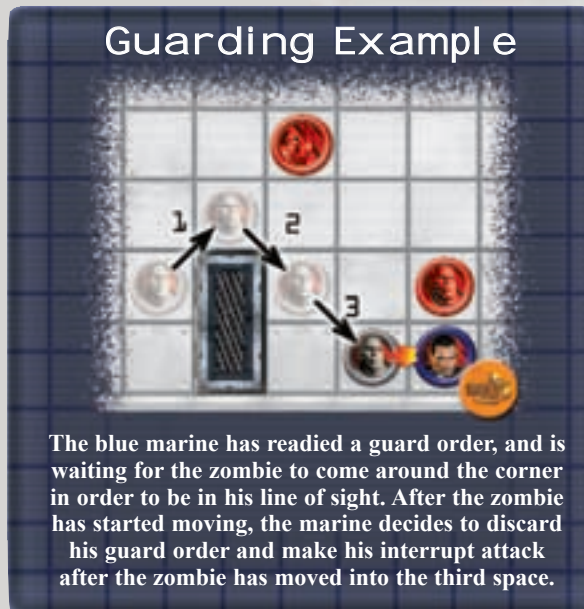 Guarding Example
1
2
3
The blue marine has readied a guard order, and is
waiting for the zombie to come around the corner
in order to be in his line of sight. After the zombie
has started moving, the marine decides to discard
his guard order and make his interrupt attack
after the zombie has moved into the third space.